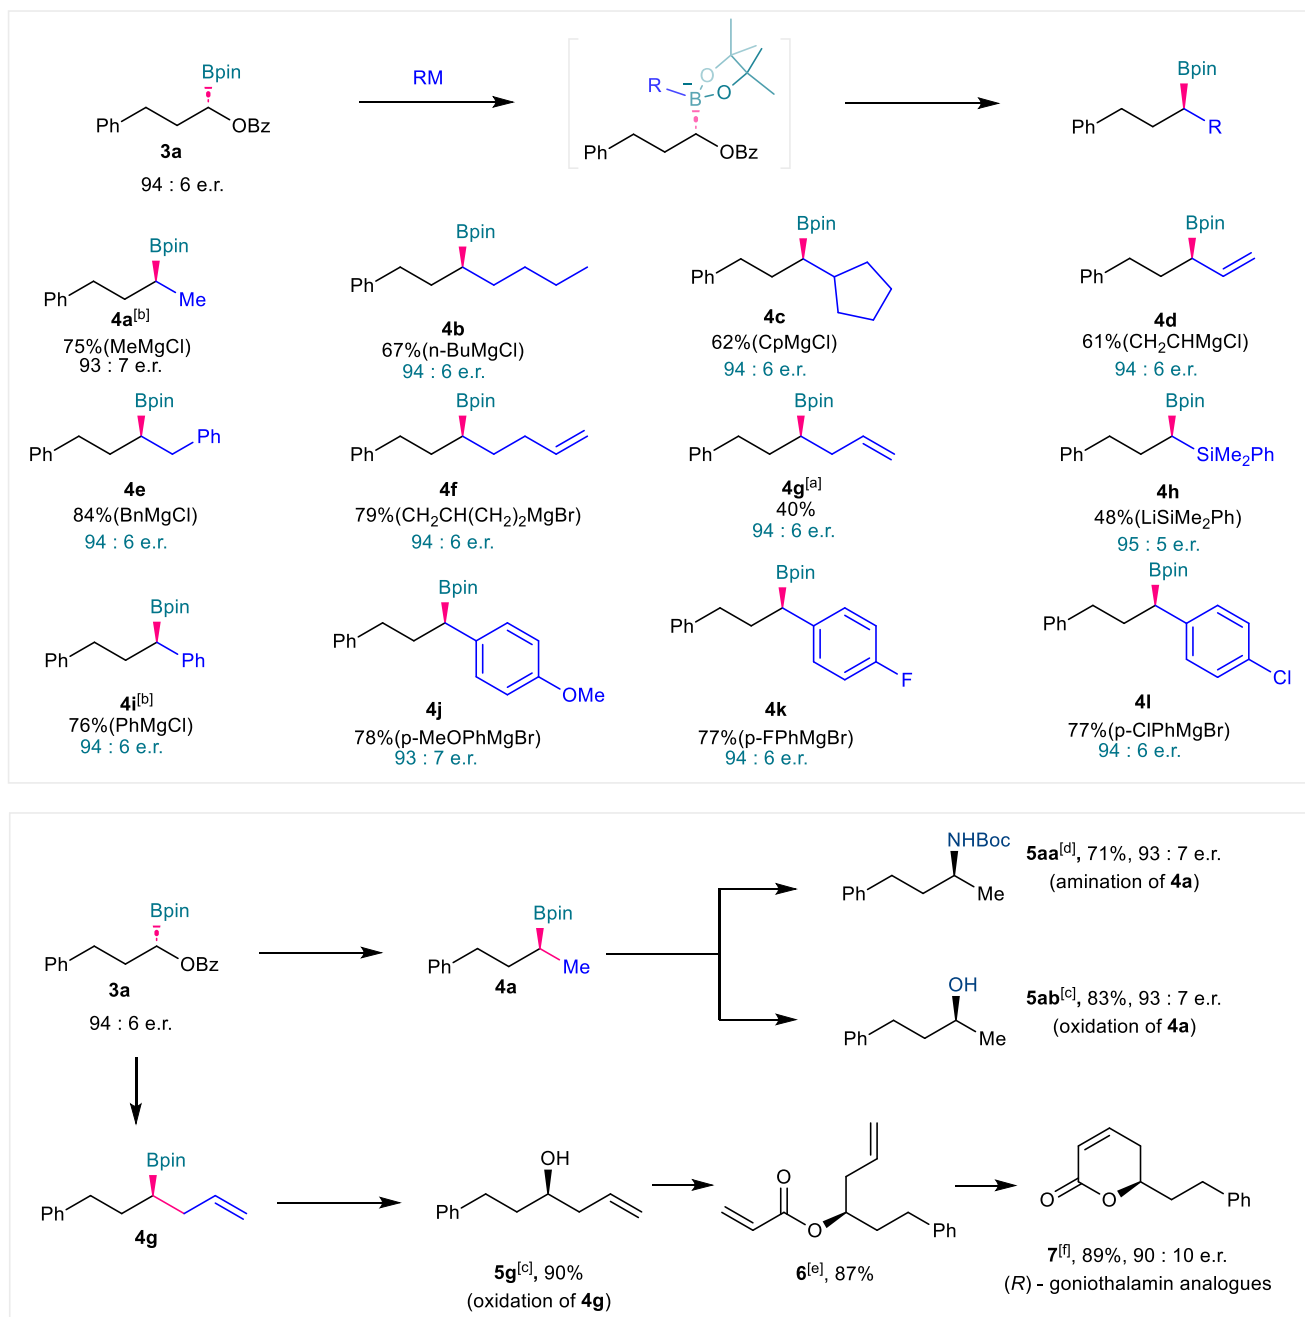 Bpin
Ph
OBz
3a
94 : 6 e.r.
RM
R
B
−
O
O
Ph
OBz
Bpin
Ph
R
Bpin
Ph
Me
4a[b]
75%(MeMgCl)
93 : 7 e.r.
Bpin
Ph
4b
67%(n-BuMgCl)
94 : 6 e.r.
Bpin
Ph
4c
62%(CpMgCl)
94 : 6 e.r.
Bpin
Ph
4d
61%(CH2CHMgCl)
94 : 6 e.r.
Bpin
Ph
Ph
4e
84%(BnMgCl)
94 : 6 e.r.
Bpin
Ph
4f
79%(CH2CH(CH2)2MgBr)
94 : 6 e.r.
Bpin
Ph
4g[a]
40%
94 : 6 e.r.
Bpin
Ph
SiMe2Ph
4h
48%(LiSiMe2Ph)
95 : 5 e.r.
Bpin
Ph
Ph
4i[b]
76%(PhMgCl)
94 : 6 e.r.
Bpin
Ph
OMe
4j
78%(p-MeOPhMgBr)
93 : 7 e.r.
Bpin
Ph
F
4k
77%(p-FPhMgBr)
94 : 6 e.r.
Bpin
Ph
Cl
4l
77%(p-ClPhMgBr)
94 : 6 e.r.
Bpin
Ph
OBz
3a
94 : 6 e.r.
Bpin
Ph
Me
4a
NHBoc
Ph
Me
5aa[d], 71%, 93 : 7 e.r.
(amination of 4a)
OH
Ph
Me
5ab[c], 83%, 93 : 7 e.r.
(oxidation of 4a)
Bpin
Ph
4g
OH
Ph
5g[c], 90%
(oxidation of 4g)
O
O
Ph
6[e], 87%
O
O
Ph
7[f], 89%, 90 : 10 e.r.
(R) - goniothalamin analogues